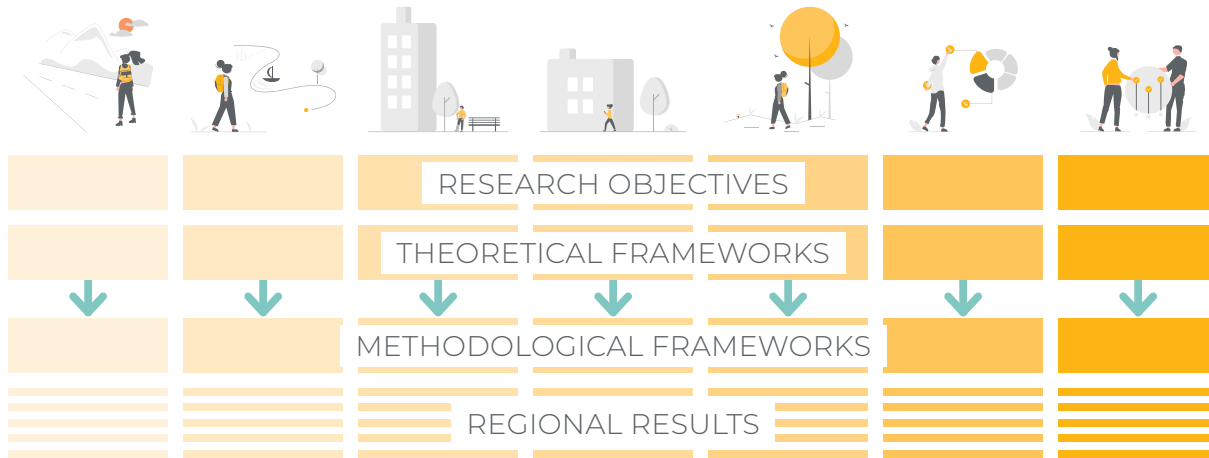 RESEARCH OBJECTIVES
THEORETICAL FRAMEWORKS
METHODOLOGICAL FRAMEWORKS
REGIONAL RESULTS